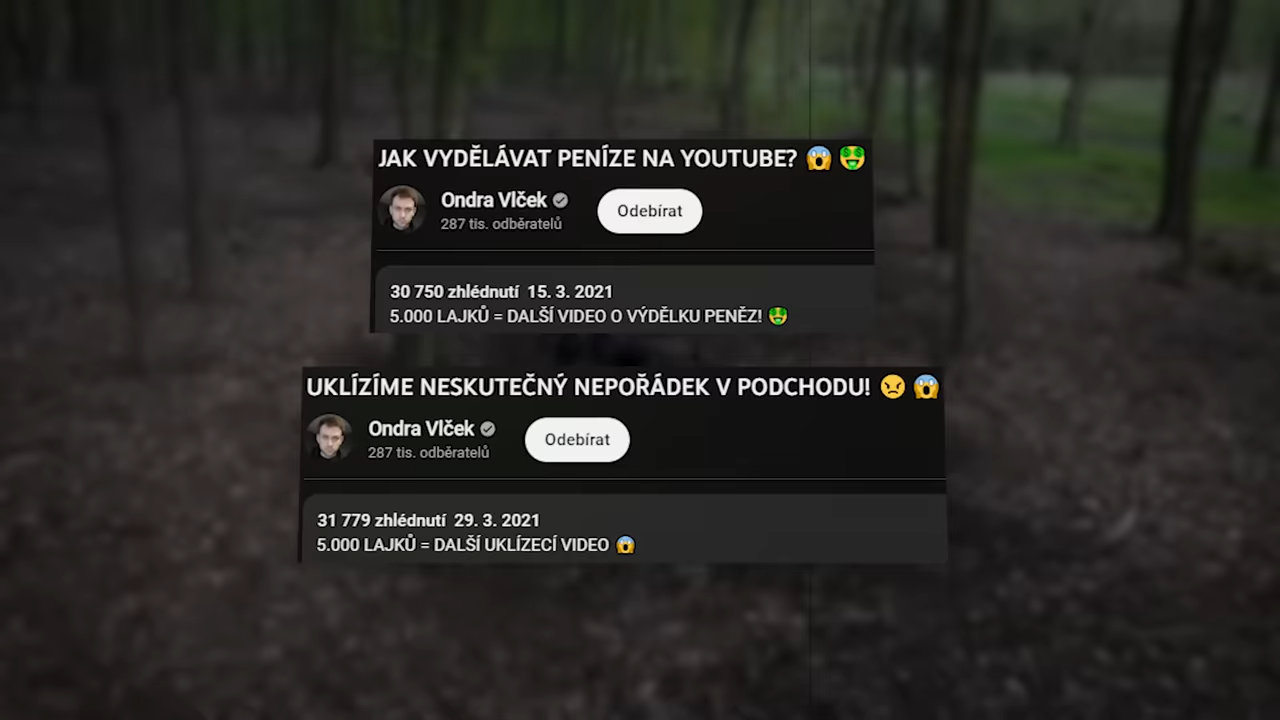 JAK VYDĚLÁVAT PENÍZE NA YOUTUBE? 😱 🤑
Ondra Vlček
287 tis. odběratelů
Odebírat
30 750 zhlédnutí 15. 3. 2021
5.000 LAJKŮ = DALŠÍ VIDEO O VÝDĚLKU PENĚZ! 🤑
UKLÍZÍME NESKUTEČNÝ NEPOŘÁDEK V PODCHODU! 😠 😱
Ondra Vlček
287 tis. odběratelů
Odebírat
31 779 zhlédnutí 29. 3. 2021
5.000 LAJKŮ = DALŠÍ UKLÍZECÍ VIDEO 😱